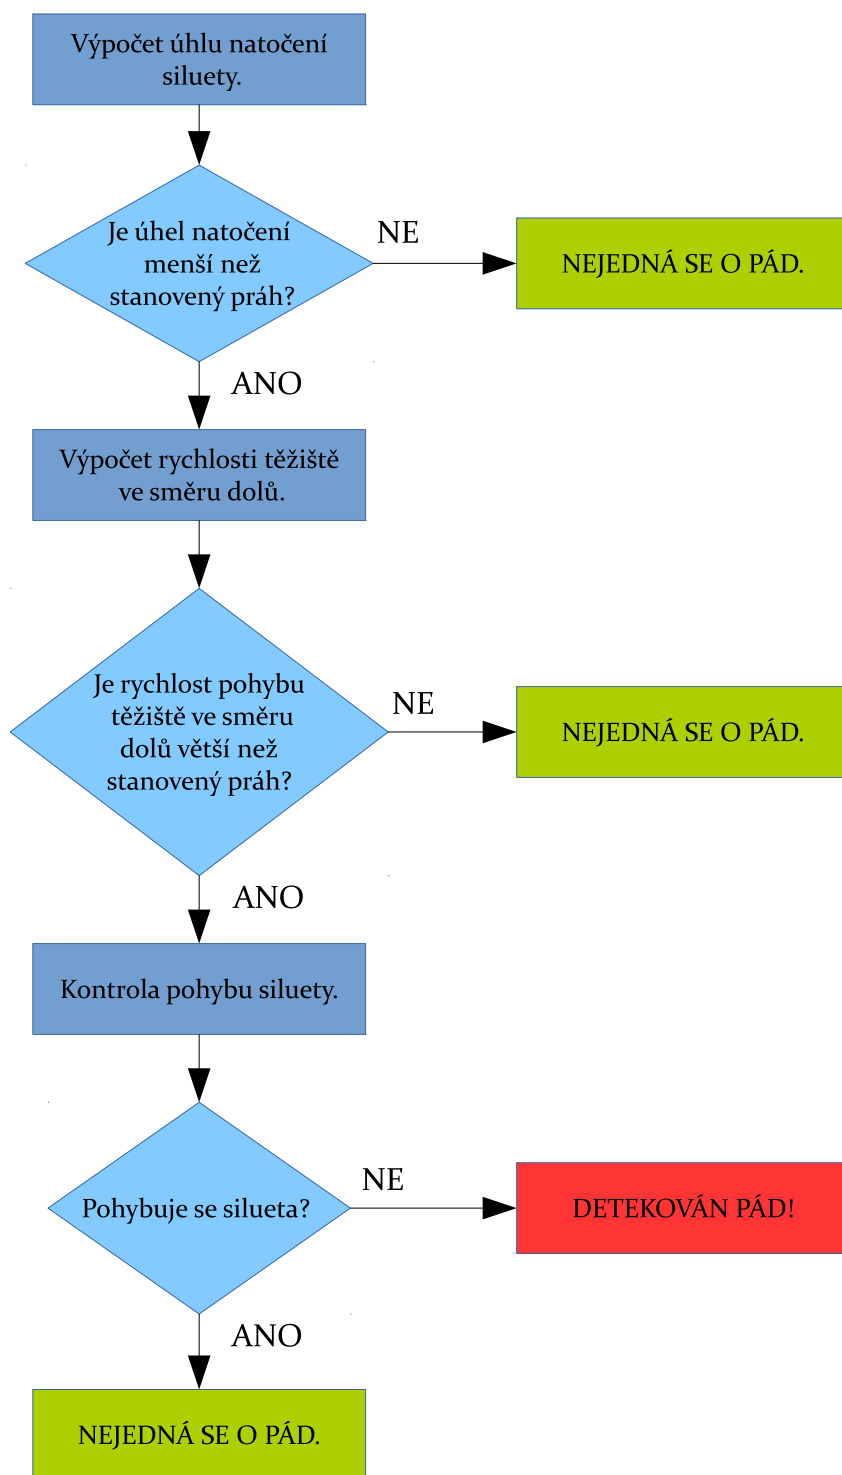 Výpočet úhlu natočení
siluety.
Je úhel natočení
menší než
stanovený práh?
NE
NEJEDNÁ SE O PÁD.
ANO
Výpočet rychlosti těžiště
ve směru dolů.
Je rychlost pohybu
těžiště ve směru
dolů větší než
stanovený práh?
NE
NEJEDNÁ SE O PÁD.
ANO
Kontrola pohybu siluety.
Pohybuje se silueta?
NE
DETEKOVÁN PÁD!
ANO
NEJEDNÁ SE O PÁD.